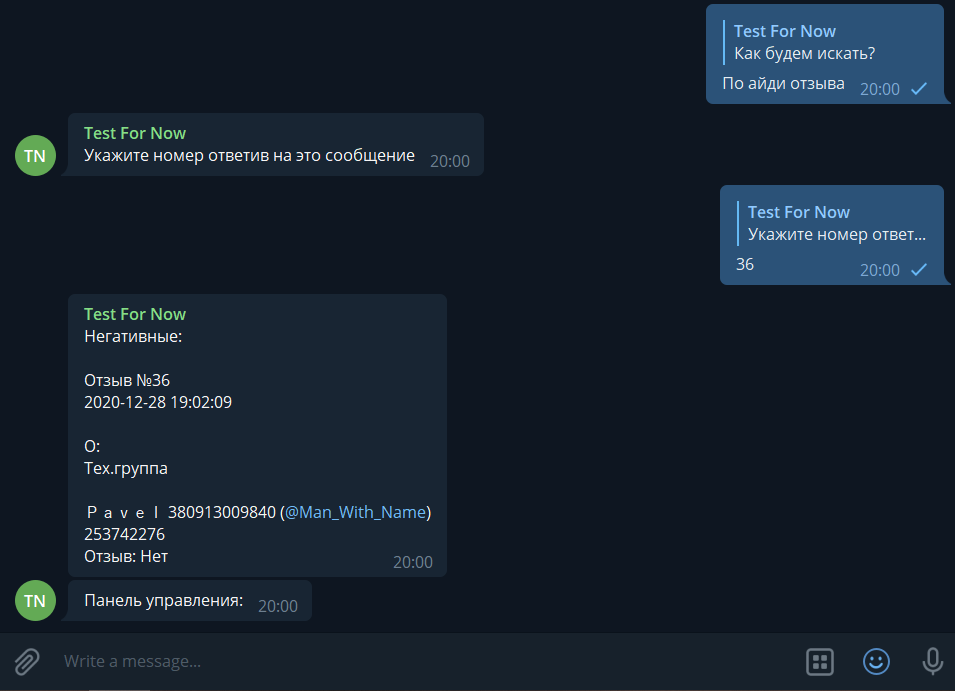 Test For Now
Как будем искать?
По айди отзыва 20:00
Test For Now
TN
Укажите номер ответив на это сообщение 20:00
Test For Now
Укажите номер ответ...
36 20:00
Test For Now
Негативные:
Отзыв №36
2020-12-28 19:02:09
О:
Тех.группа
Ｐａｖｅｌ 380913009840 (@Man_With_Name)
253742276
Отзыв: Нет 20:00
TN
Панель управления: 20:00
Write a message...